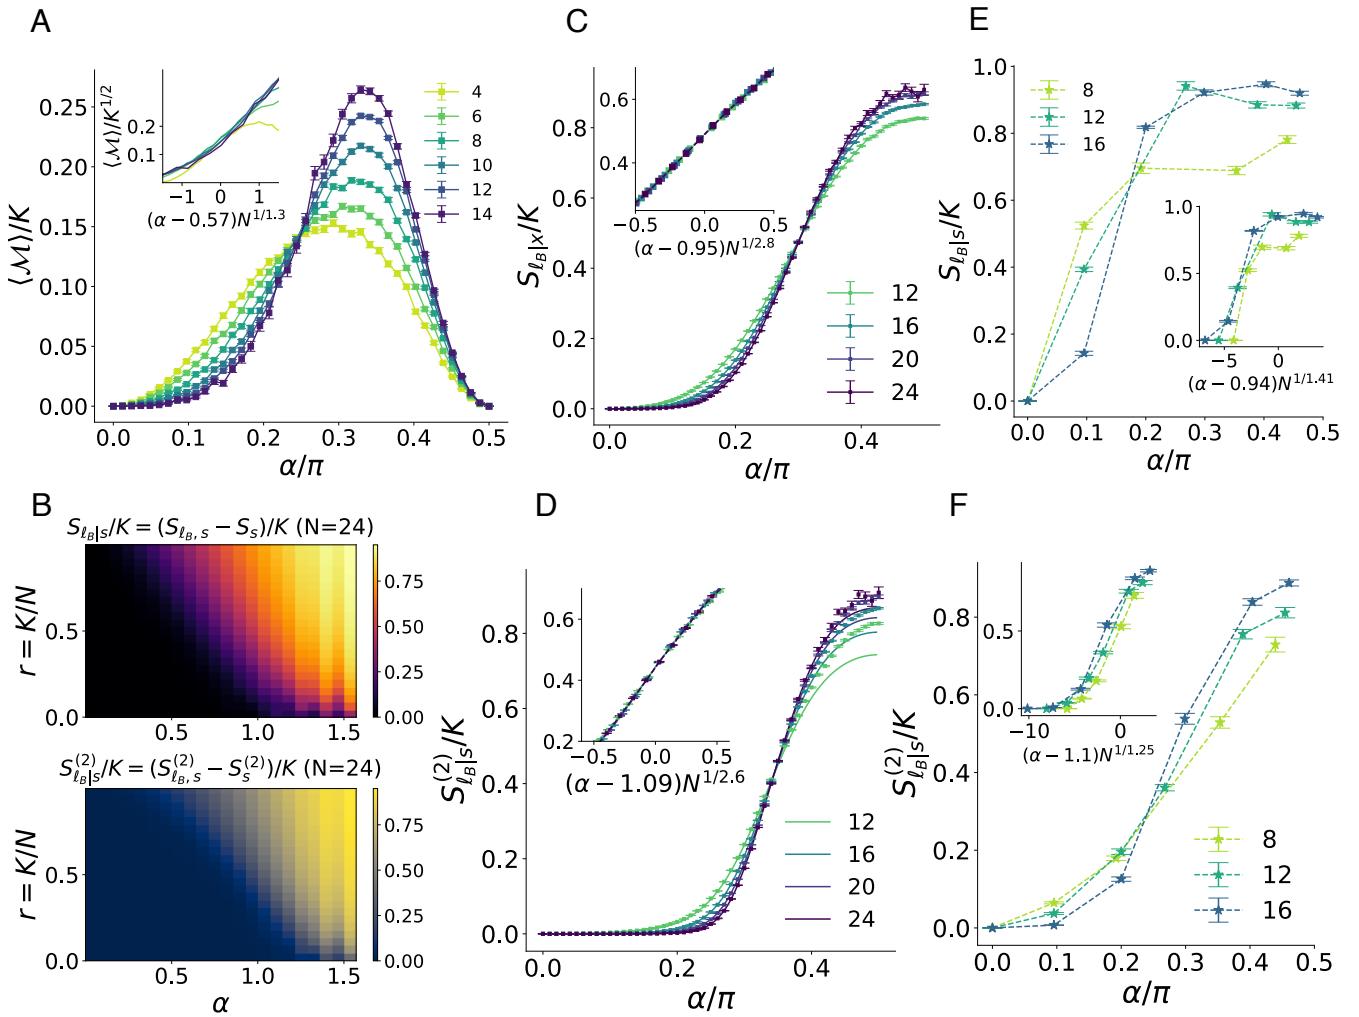 A
⟨ℳ⟩/K
0.25
0.20
0.15
0.10
0.05
0.00
0.0 0.1 0.2 0.3 0.4 0.5
α/π
4
6
8
10
12
14
⟨ℳ⟩/K^{1/2}
0.2
0.1
−1 0 1
(α − 0.57)N^{1/1.3}
C
S_{ℓ_B|x}/K
0.8
0.6
0.4
0.2
0.0
0.0 0.2 0.4
α/π
0.6
0.4
−0.5 0.0 0.5
(α − 0.95)N^{1/2.8}
12
16
20
24
E
S_{ℓ_B|s}/K
1.0
0.8
0.6
0.4
0.2
0.0
0.0 0.1 0.2 0.3 0.4 0.5
α/π
8
12
16
1.0
0.5
0.0
−5 0
(α − 0.94)N^{1/1.41}
B
S_{ℓ_B|s}/K = (S_{ℓ_B,s} − S_s)/K (N=24)
r = K/N
0.5
0.0
0.5 1.0 1.5
0.75
0.50
0.25
0.00
S^{(2)}_{ℓ_B|s}/K = (S^{(2)}_{ℓ_B,s} − S^{(2)}_s)/K (N=24)
r = K/N
0.5
0.0
0.5 1.0 1.5
α
0.75
0.50
0.25
0.00
D
S^{(2)}_{ℓ_B|s}/K
0.8
0.6
0.4
0.2
0.0
0.0 0.2 0.4
α/π
0.6
0.4
0.2
−0.5 0.0 0.5
(α − 1.09)N^{1/2.6}
12
16
20
24
F
S^{(2)}_{ℓ_B|s}/K
0.8
0.6
0.4
0.2
0.0
0.0 0.1 0.2 0.3 0.4 0.5
α/π
0.5
0.0
−10 0
(α − 1.1)N^{1/1.25}
8
12
16